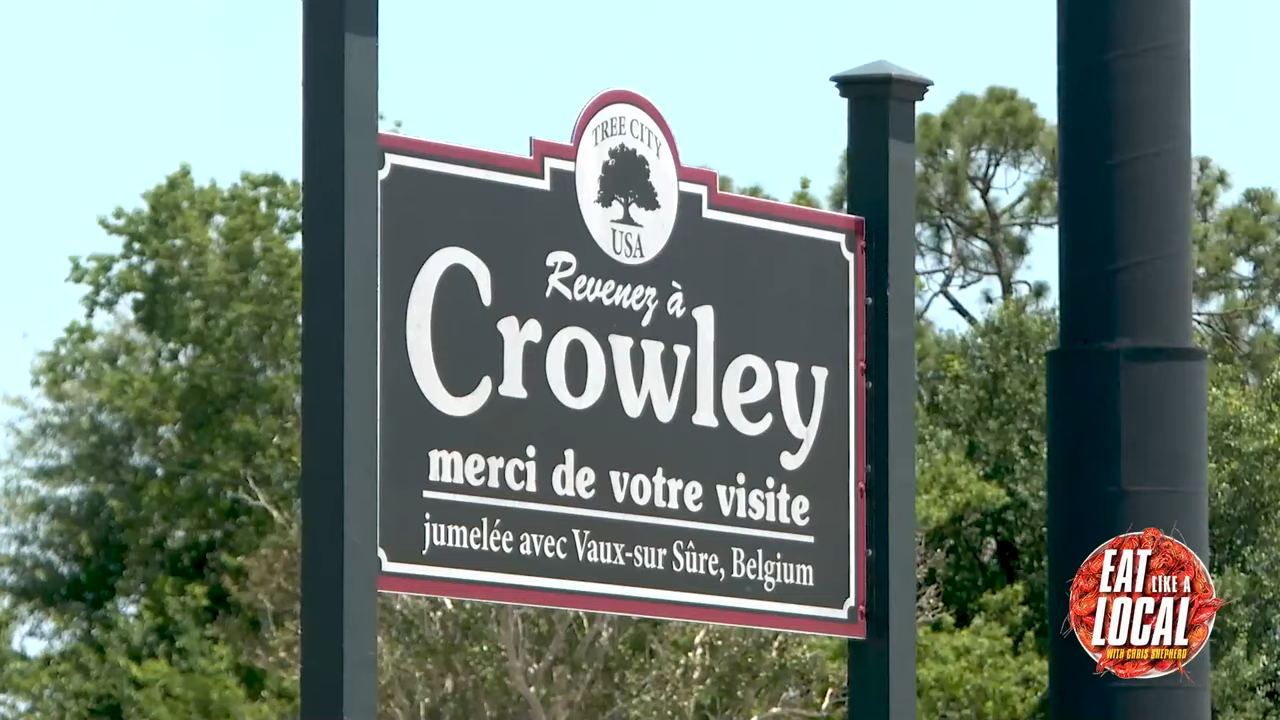 TREE CITY
USA
Revenez à
Crowley
merci de votre visite
jumelée avec Vaux-sur Sûre, Belgium
EAT
LIKE A
LOCAL
WITH CHRIS SHEPHERD